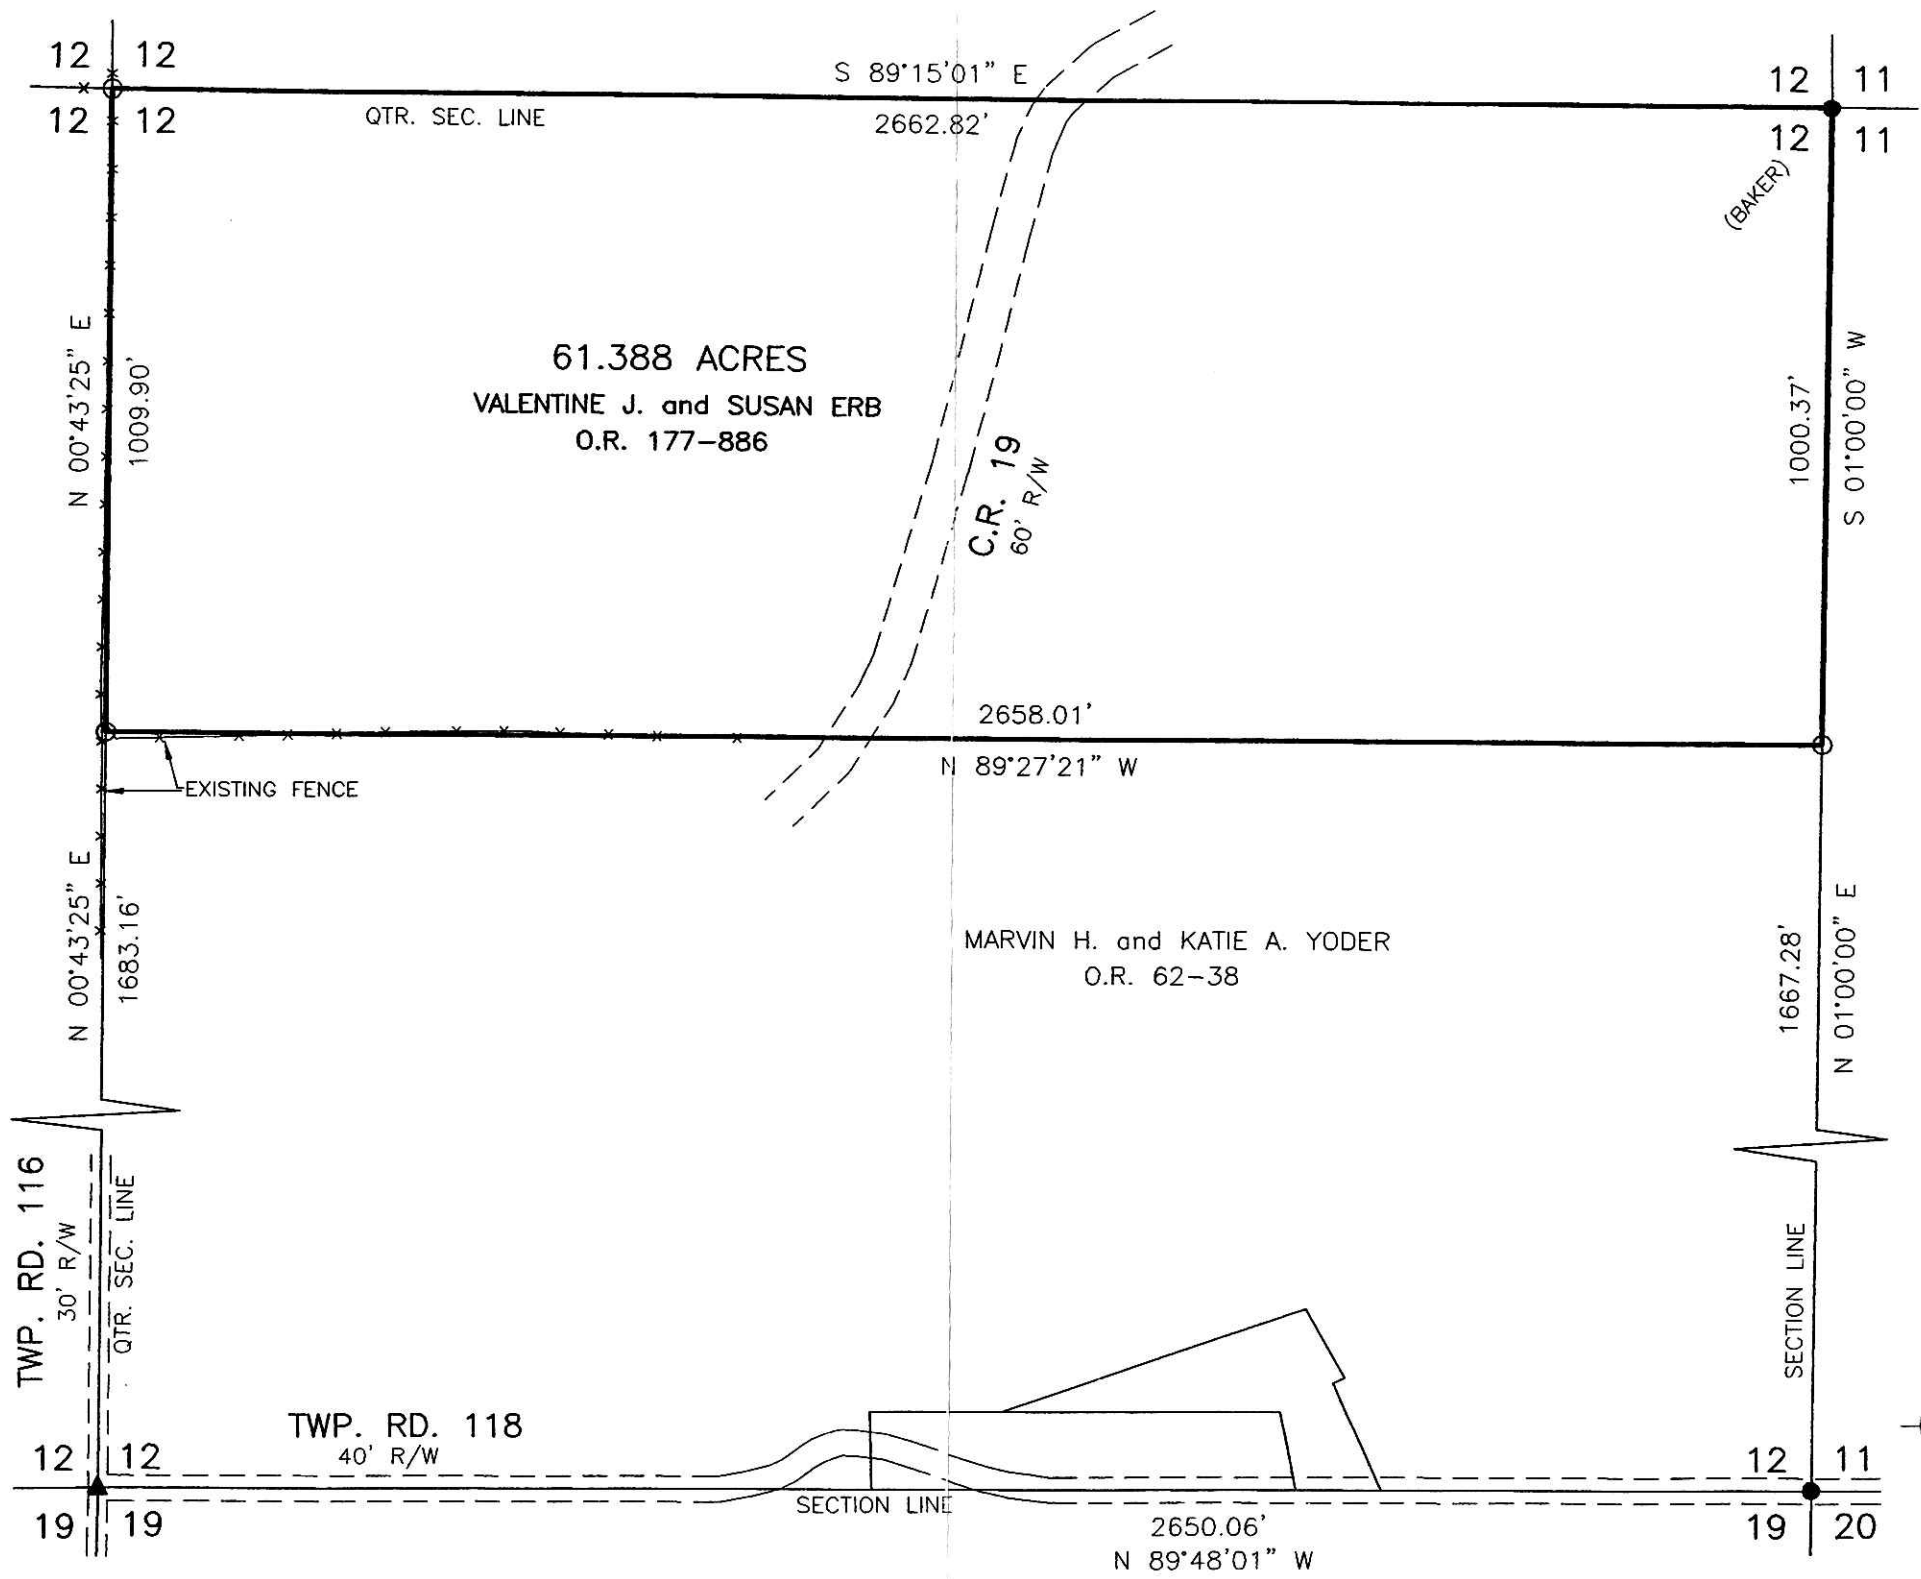 12 12
S 89°15'01" E
12 11
12 12
QTR. SEC. LINE
2662.82'
12 11
(BAKER)
N 00°43'25" E
1009.90'
61.388 ACRES
VALENTINE J. and SUSAN ERB
O.R. 177-886
C.R. 19
60' R/W
1000.37'
S 01°00'00" W
2658.01'
N 89°27'21" W
EXISTING FENCE
N 00°43'25" E
1683.16'
MARVIN H. and KATIE A. YODER
O.R. 62-38
1667.28'
N 01°00'00" E
TWP. RD. 116
30' R/W
QTR. SEC. LINE
SECTION LINE
TWP. RD. 118
40' R/W
12 12
12 11
SECTION LINE
19 19
2650.06'
N 89°48'01" W
19 20